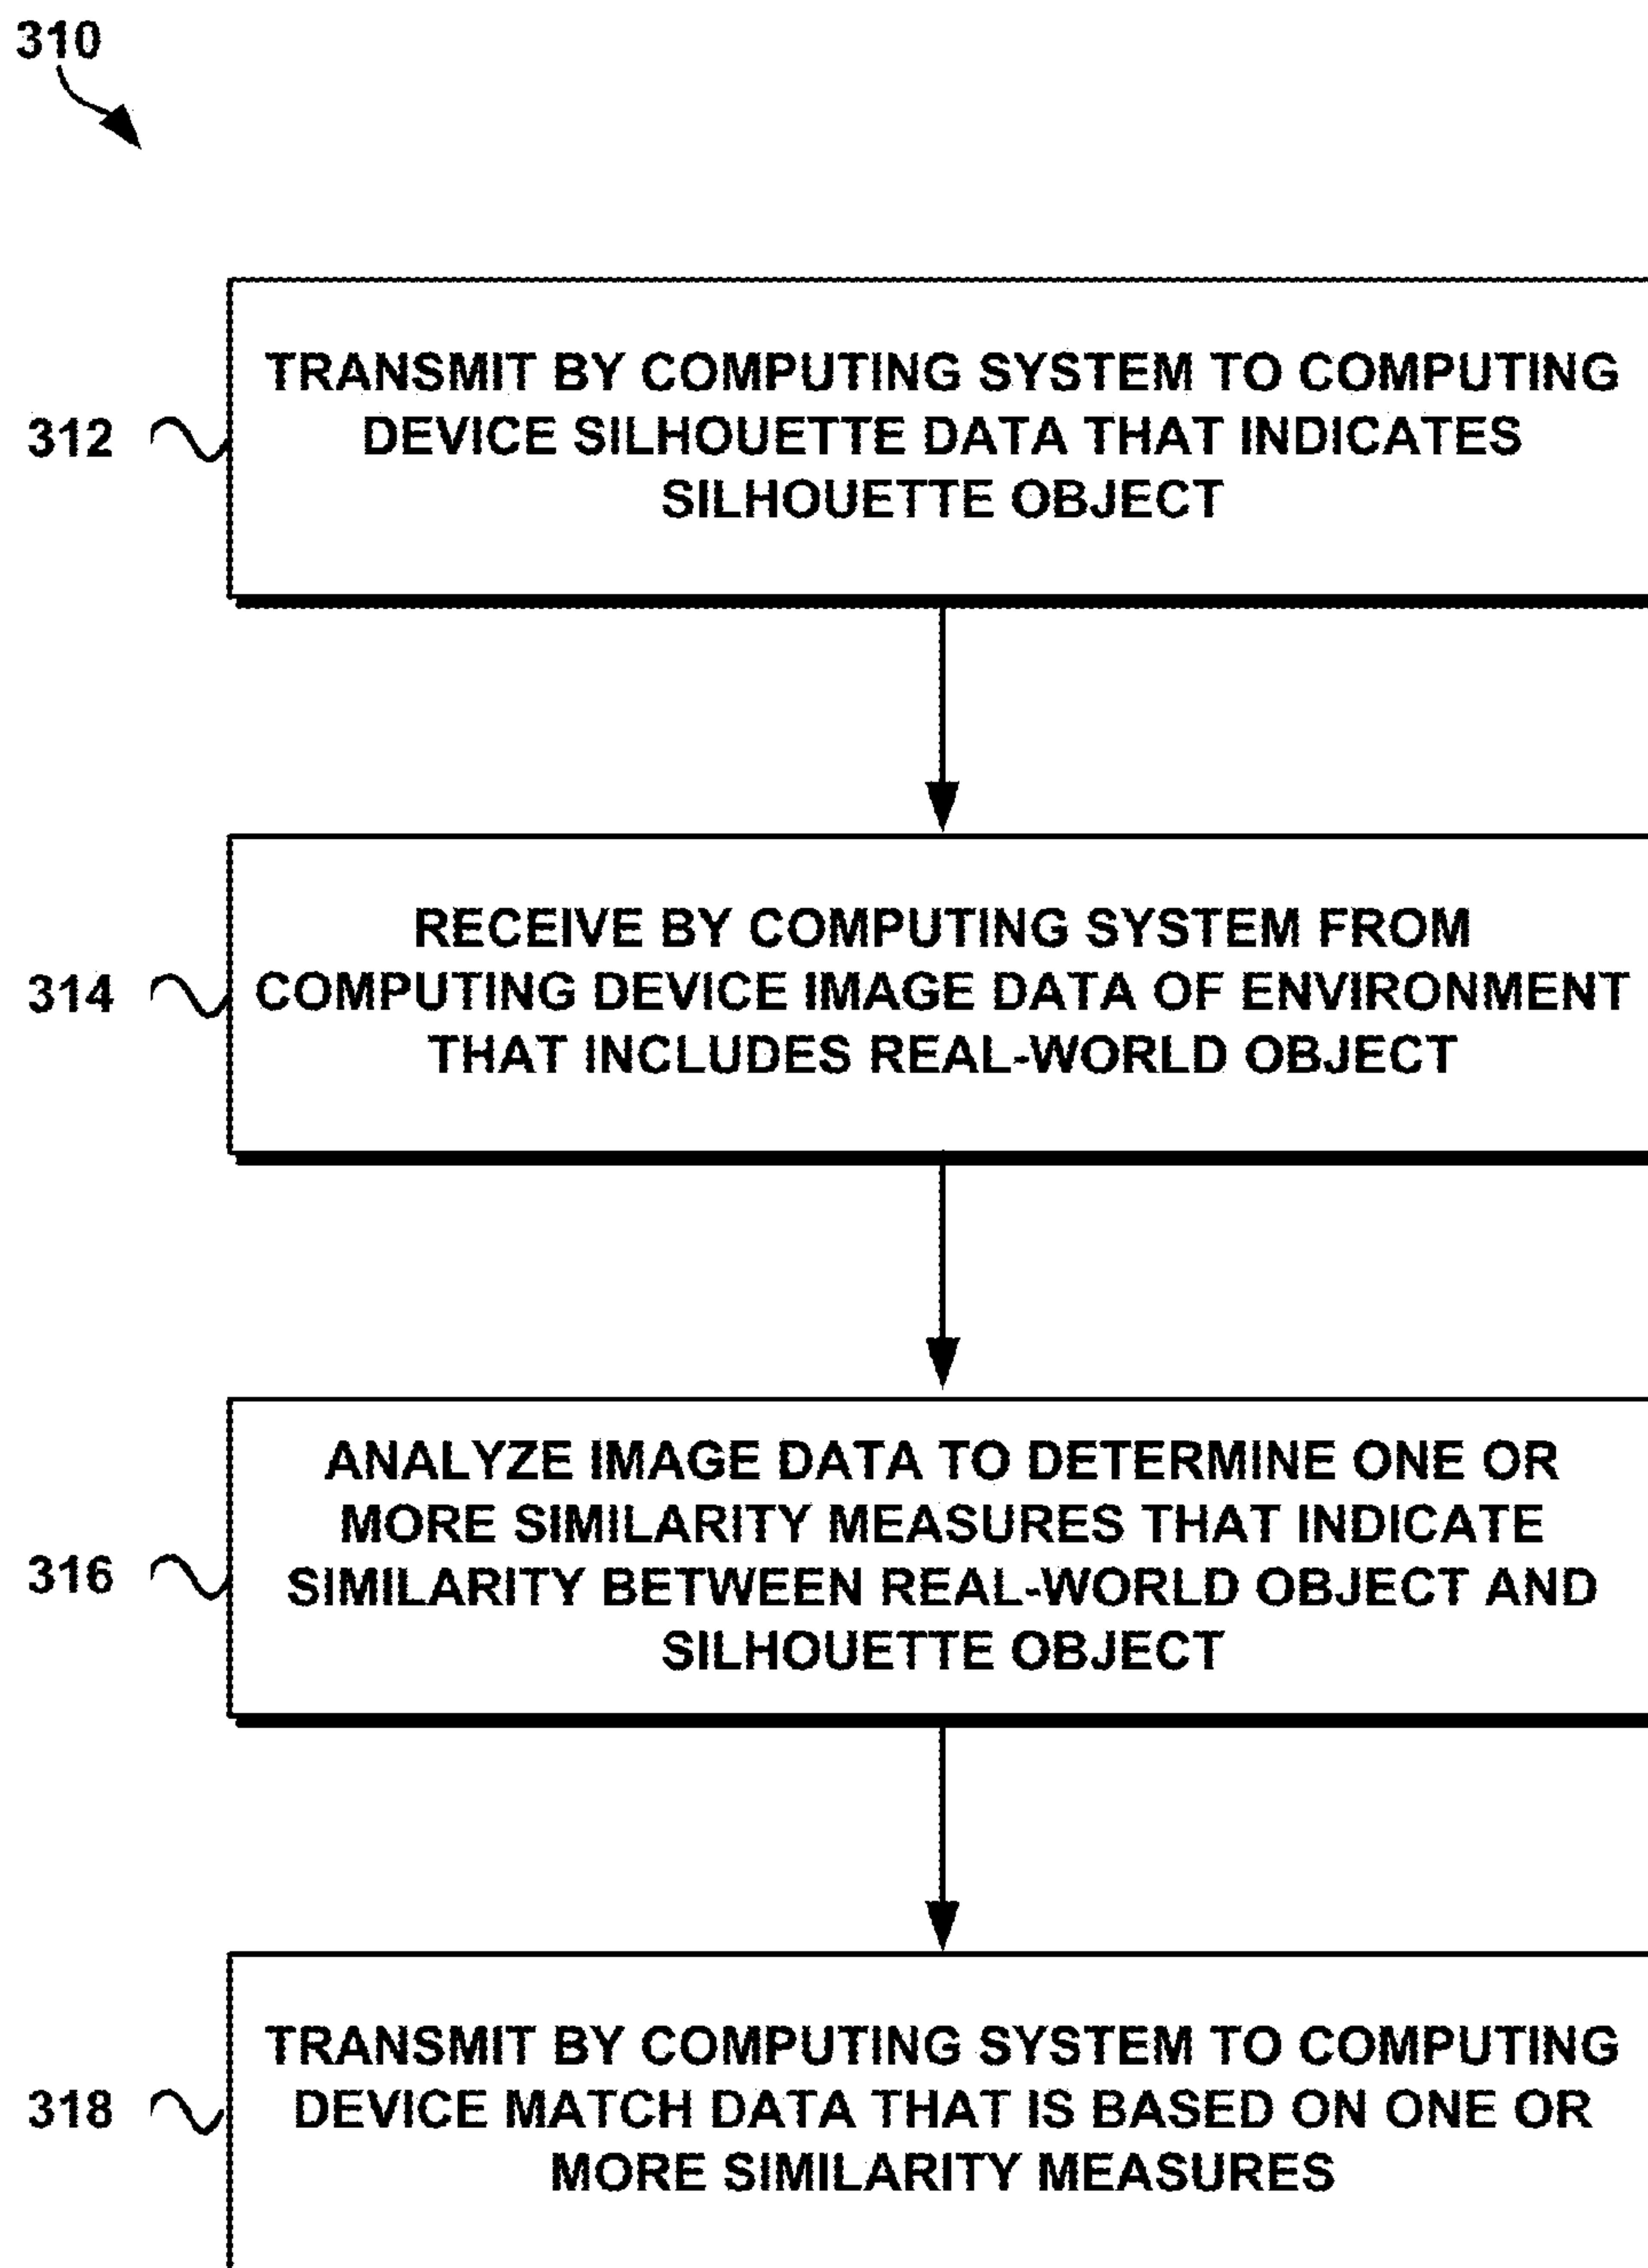 310
312
TRANSMIT BY COMPUTING SYSTEM TO COMPUTING
DEVICE SILHOUETTE DATA THAT INDICATES
SILHOUETTE OBJECT
314
RECEIVE BY COMPUTING SYSTEM FROM
COMPUTING DEVICE IMAGE DATA OF ENVIRONMENT
THAT INCLUDES REAL-WORLD OBJECT
316
ANALYZE IMAGE DATA TO DETERMINE ONE OR
MORE SIMILARITY MEASURES THAT INDICATE
SIMILARITY BETWEEN REAL-WORLD OBJECT AND
SILHOUETTE OBJECT
318
TRANSMIT BY COMPUTING SYSTEM TO COMPUTING
DEVICE MATCH DATA THAT IS BASED ON ONE OR
MORE SIMILARITY MEASURES